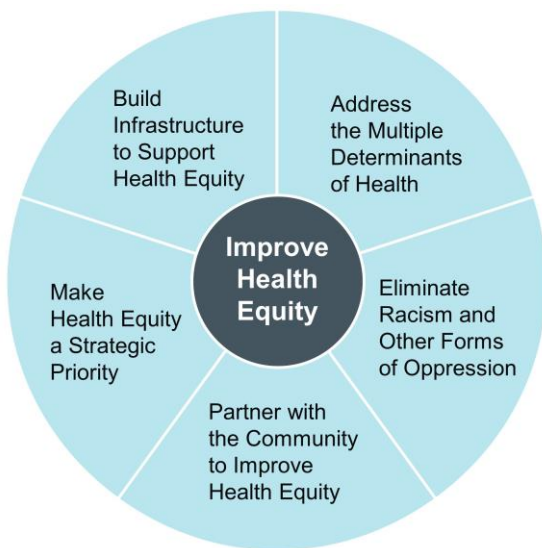 Build
Infrastructure
to Support
Health Equity
Address
the Multiple
Determinants
of Health
Improve
Health
Equity
Make
Health Equity
a Strategic
Priority
Eliminate
Racism and
Other Forms
of Oppression
Partner with
the Community
to Improve
Health Equity